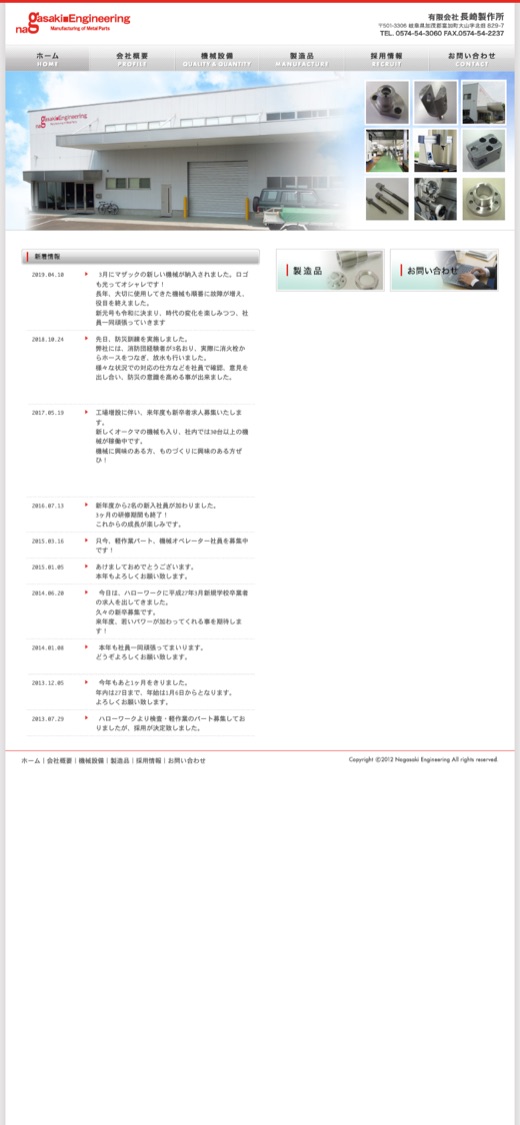 nagasaki Engineering
Manufacturing of Metal Parts
有限会社 長崎製作所
〒501-3306 岐阜県加茂郡富加町大山字北畑 829-7
TEL. 0574-54-3060 FAX.0574-54-2237
ホーム 会社概要 機械設備 製造品 採用情報 お問い合わせ
HOME PROFILE QUALITY & QUANTITY MANUFACTURE RECRUIT CONTACT
nagasaki Engineering
新着情報
製造品
お問い合わせ
2019.04.10 3月にマザックの新しい機械が納入されました。ロゴ
も光ってオシャレです！
長年、大切に使用してきた機械も順番に故障が増え、
役目を終えました。
新元号も令和に決まり、時代の変化を楽しみつつ、社
員一同頑張っていきます
2018.10.24 先日、防災訓練を実施しました。
弊社には、消防団経験者が3名おり、実際に消火栓か
らホースをつなぎ、放水も行いました。
様々な状況での対応の仕方などを社員で確認、意見を
出し合い、防災の意識を高める事が出来ました。
2017.05.19 工場増設に伴い、来年度も新卒者求人募集いたしま
す。
新しくオークマの機械も入り、社内では30台以上の機
械が稼働中です。
機械に興味のある方、ものづくりに興味のある方ぜ
ひ！
2016.07.13 新年度から2名の新入社員が加わりました。
3ヶ月の研修期間も終了！
これからの成長が楽しみです。
2015.03.16 只今、軽作業パート、機械オペレーター社員を募集中
です！
2015.01.05 あけましておめでとうございます。
本年もよろしくお願い致します。
2014.06.20 今日は、ハローワークに平成27年3月新規学校卒業者
の求人を出してきました。
久々の新卒募集です。
来年度、若いパワーが加わってくれる事を期待しま
す！
2014.01.08 本年も社員一同頑張ってまいります。
どうぞよろしくお願い致します。
2013.12.05 今年もあと1ヶ月をきりました。
年内は27日まで、年始は1月6日からとなります。
よろしくお願い致します。
2013.07.29 ハローワークより検査・軽作業のパート募集してお
りましたが、採用が決定致しました。
ホーム｜会社概要｜機械設備｜製造品｜採用情報｜お問い合わせ
Copyright ⓒ2012 Nagasaki Engineering All rights reserved.